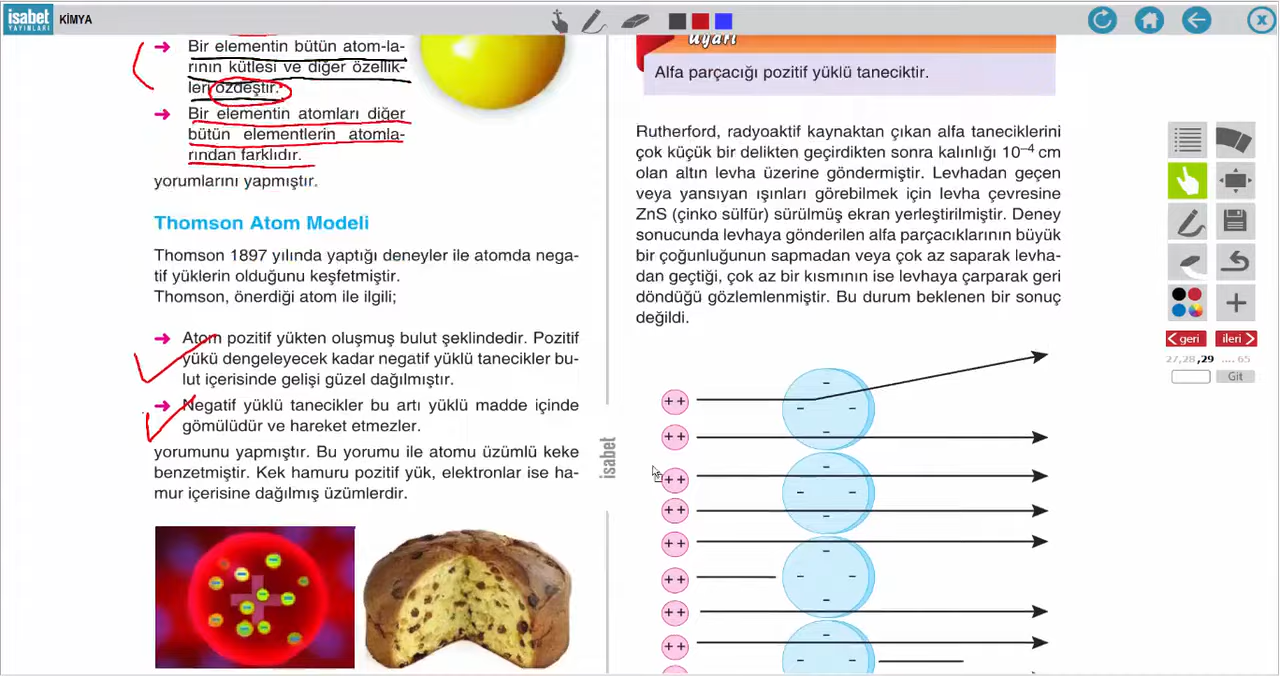 isabet
YAYINLARI
KİMYA
Bir elementin bütün atom-la-
rının kütlesi ve diğer özellik-
leri özdeştir.
Bir elementin atomları diğer
bütün elementlerin atomla-
rından farklıdır.
yorumlarını yapmıştır.
Thomson Atom Modeli
Thomson 1897 yılında yaptığı deneyler ile atomda nega-
tif yüklerin olduğunu keşfetmiştir.
Thomson, önerdiği atom ile ilgili;
Atom pozitif yükten oluşmuş bulut şeklindedir. Pozitif
yükü dengeleyecek kadar negatif yüklü tanecikler bu-
lut içerisinde gelişi güzel dağılmıştır.
Negatif yüklü tanecikler bu artı yüklü madde içinde
gömülüdür ve hareket etmezler.
yorumunu yapmıştır. Bu yorumu ile atomu üzümlü keke
benzetmiştir. Kek hamuru pozitif yük, elektronlar ise ha-
mur içerisine dağılmış üzümlerdir.
isabet
uyarı
Alfa parçacığı pozitif yüklü taneciktir.
Rutherford, radyoaktif kaynaktan çıkan alfa taneciklerini
çok küçük bir delikten geçirdikten sonra kalınlığı 10⁻⁴ cm
olan altın levha üzerine göndermiştir. Levhadan geçen
veya yansıyan ışınları görebilmek için levha çevresine
ZnS (çinko sülfür) sürülmüş ekran yerleştirilmiştir. Deney
sonucunda levhaya gönderilen alfa parçacıklarının büyük
bir çoğunluğunun sapmadan veya çok az saparak levha-
dan geçtiği, çok az bir kısmının ise levhaya çarparak geri
döndüğü gözlemlenmiştir. Bu durum beklenen bir sonuç
değildi.
++
++
++
++
++
++
++
++
geri
ileri
27,28,29 .... 65
Git